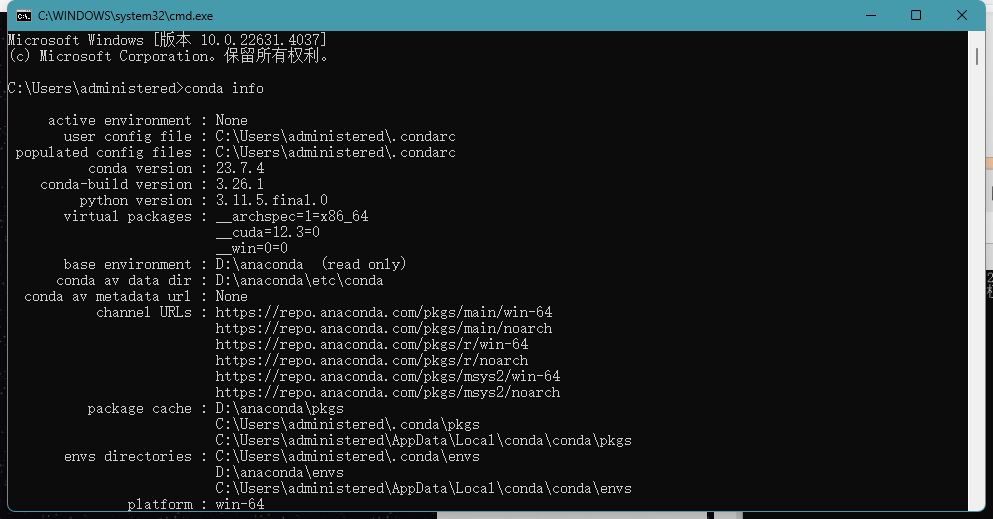 C:\WINDOWS\system32\cmd.exe
Microsoft Windows [版本 10.0.22631.4037]
(c) Microsoft Corporation。保留所有权利。
C:\Users\administered>conda info
active environment : None
user config file : C:\Users\administered\.condarc
populated config files : C:\Users\administered\.condarc
conda version : 23.7.4
conda-build version : 3.26.1
python version : 3.11.5.final.0
virtual packages : __archspec=1=x86_64
__cuda=12.3=0
__win=0=0
base environment : D:\anaconda  (read only)
conda av data dir : D:\anaconda\etc\conda
conda av metadata url : None
channel URLs : https://repo.anaconda.com/pkgs/main/win-64
https://repo.anaconda.com/pkgs/main/noarch
https://repo.anaconda.com/pkgs/r/win-64
https://repo.anaconda.com/pkgs/r/noarch
https://repo.anaconda.com/pkgs/msys2/win-64
https://repo.anaconda.com/pkgs/msys2/noarch
package cache : D:\anaconda\pkgs
C:\Users\administered\.conda\pkgs
C:\Users\administered\AppData\Local\conda\conda\pkgs
envs directories : C:\Users\administered\.conda\envs
D:\anaconda\envs
C:\Users\administered\AppData\Local\conda\conda\envs
platform : win-64